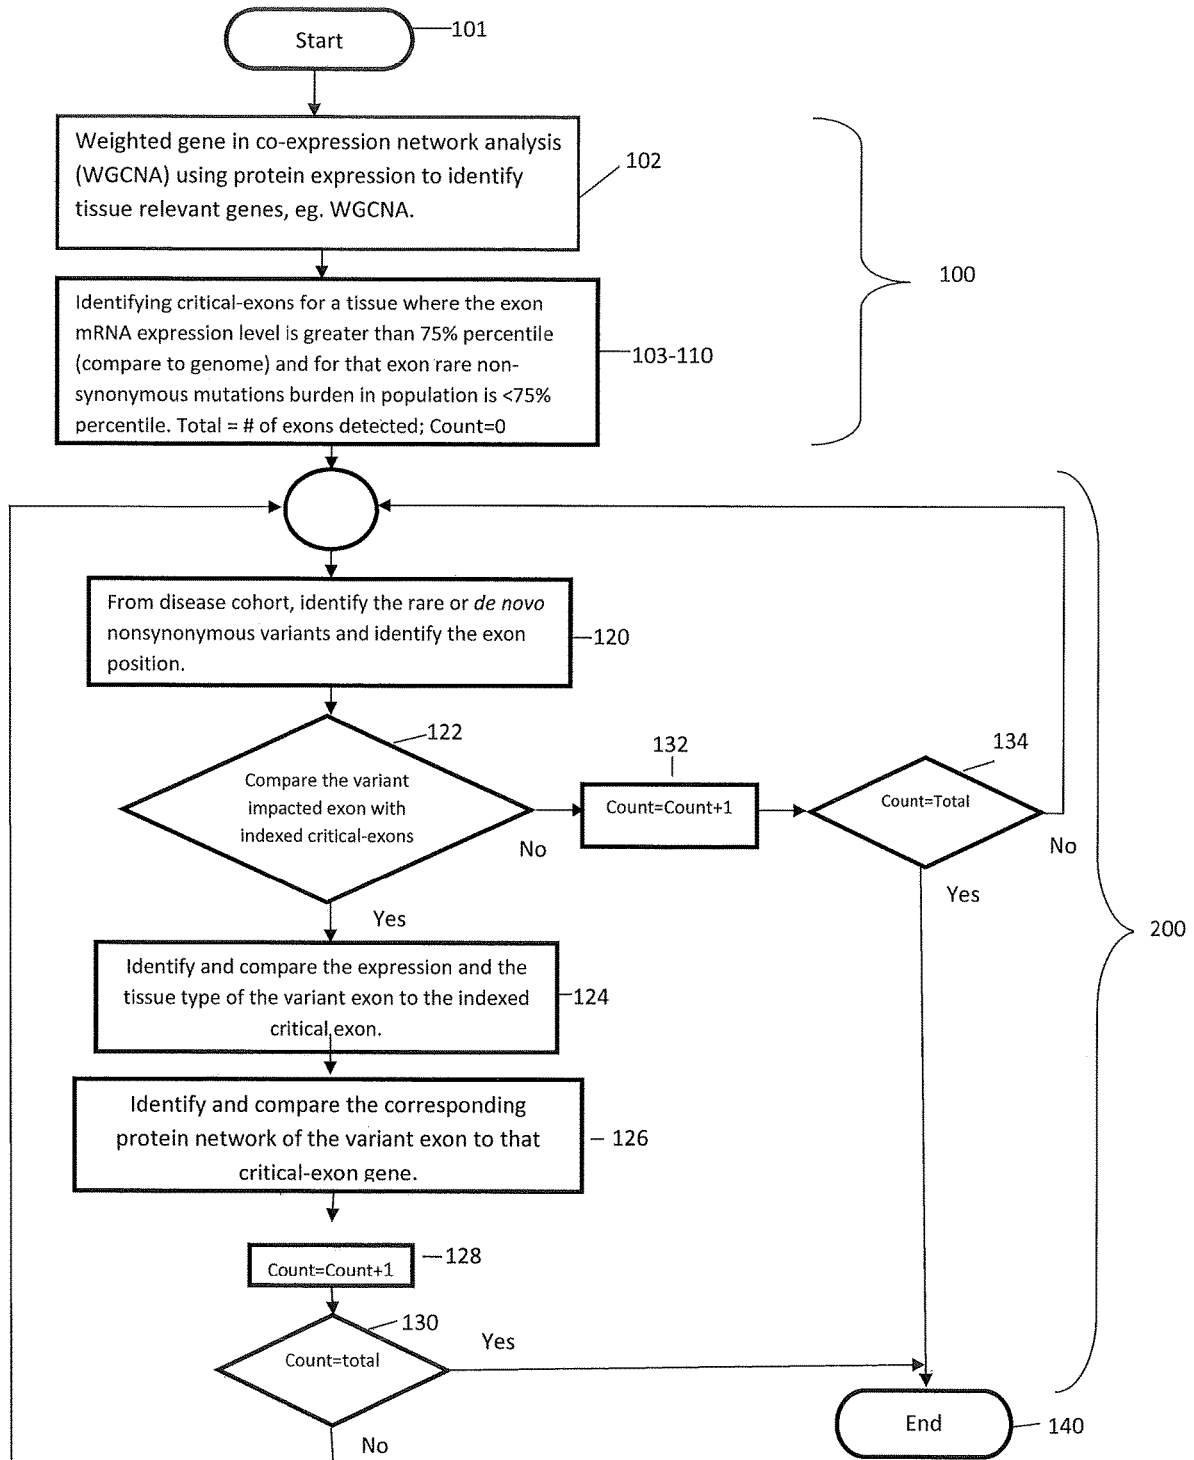 Start
101
Weighted gene in co-expression network analysis
(WGCNA) using protein expression to identify
tissue relevant genes, eg. WGCNA.
102
100
Identifying critical-exons for a tissue where the exon
mRNA expression level is greater than 75% percentile
(compare to genome) and for that exon rare non-
synonymous mutations burden in population is <75%
percentile. Total = # of exons detected; Count=0
103-110
From disease cohort, identify the rare or de novo
nonsynonymous variants and identify the exon
position.
120
122
Compare the variant
impacted exon with
indexed critical-exons
No
132
Count=Count+1
134
Count=Total
No
Yes
Yes
200
Identify and compare the expression and the
tissue type of the variant exon to the indexed
critical exon.
124
Identify and compare the corresponding
protein network of the variant exon to that
critical-exon gene.
126
Count=Count+1
128
130
Count=total
Yes
No
End
140